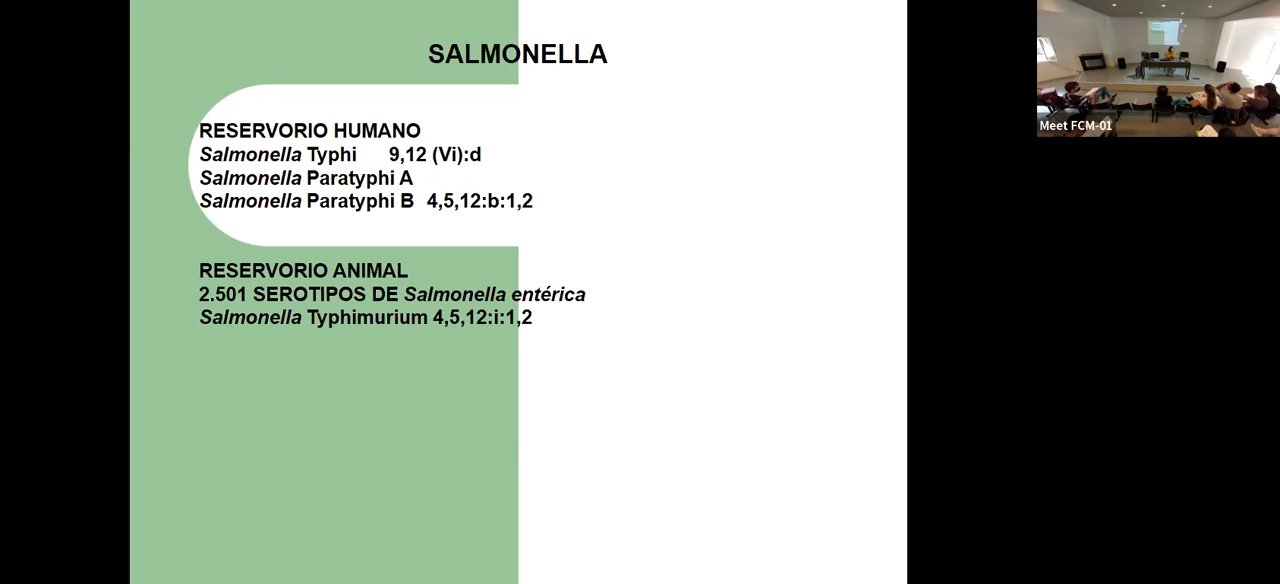 SALMONELLA
RESERVORIO HUMANO
Salmonella Typhi 9,12 (Vi):d
Salmonella Paratyphi A
Salmonella Paratyphi B 4,5,12:b:1,2
RESERVORIO ANIMAL
2.501 SEROTIPOS DE Salmonella entérica
Salmonella Typhimurium 4,5,12:i:1,2
Meet FCM-01